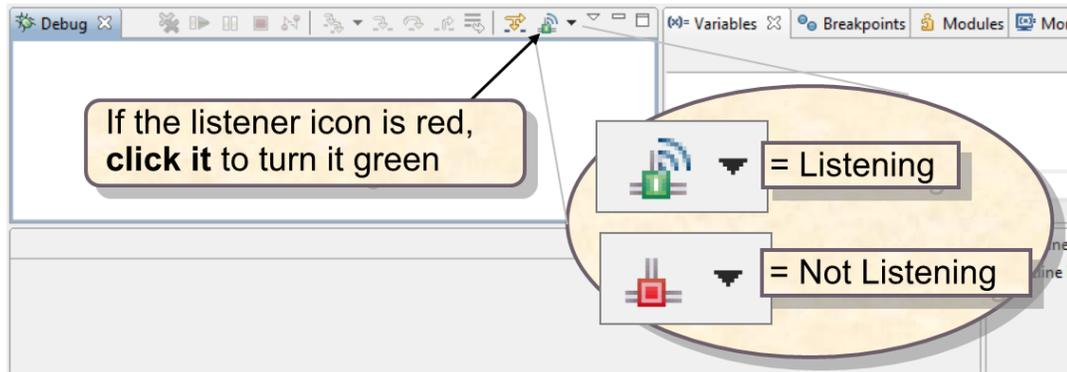 Debug
(x)= Variables
Breakpoints
Modules
If the listener icon is red,
click it to turn it green
= Listening
= Not Listening